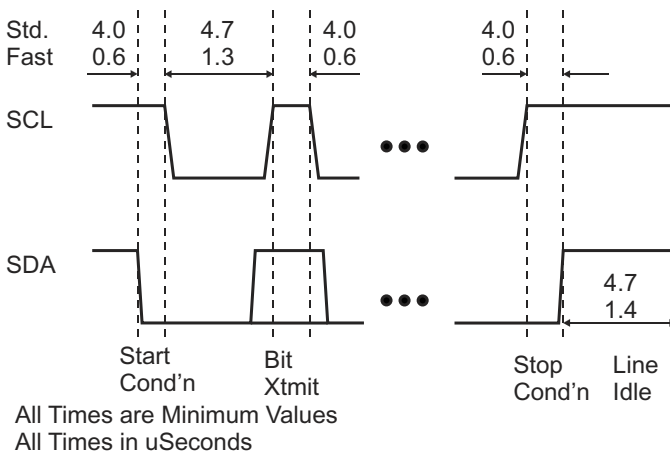 Std. 4.0 4.7 4.0 4.0
Fast 0.6 1.3 0.6 0.6
SCL
SDA
4.7
1.4
Start Bit Stop Line
Cond'n Xtmit Cond'n Idle
All Times are Minimum Values
All Times in uSeconds